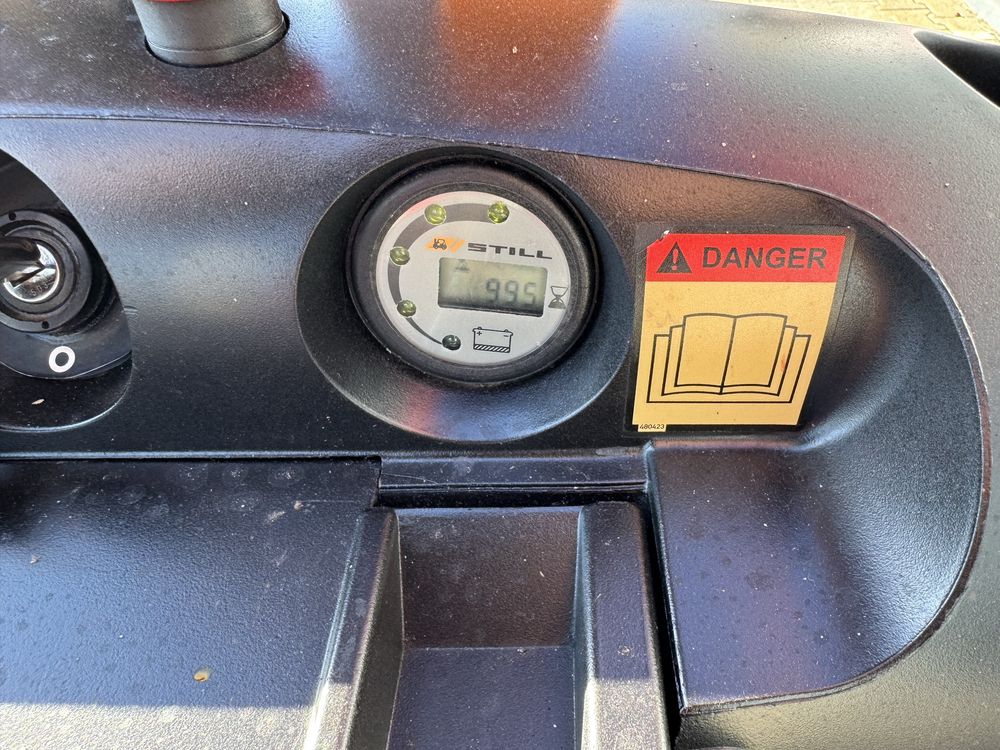 STILL
995
DANGER
480423
O